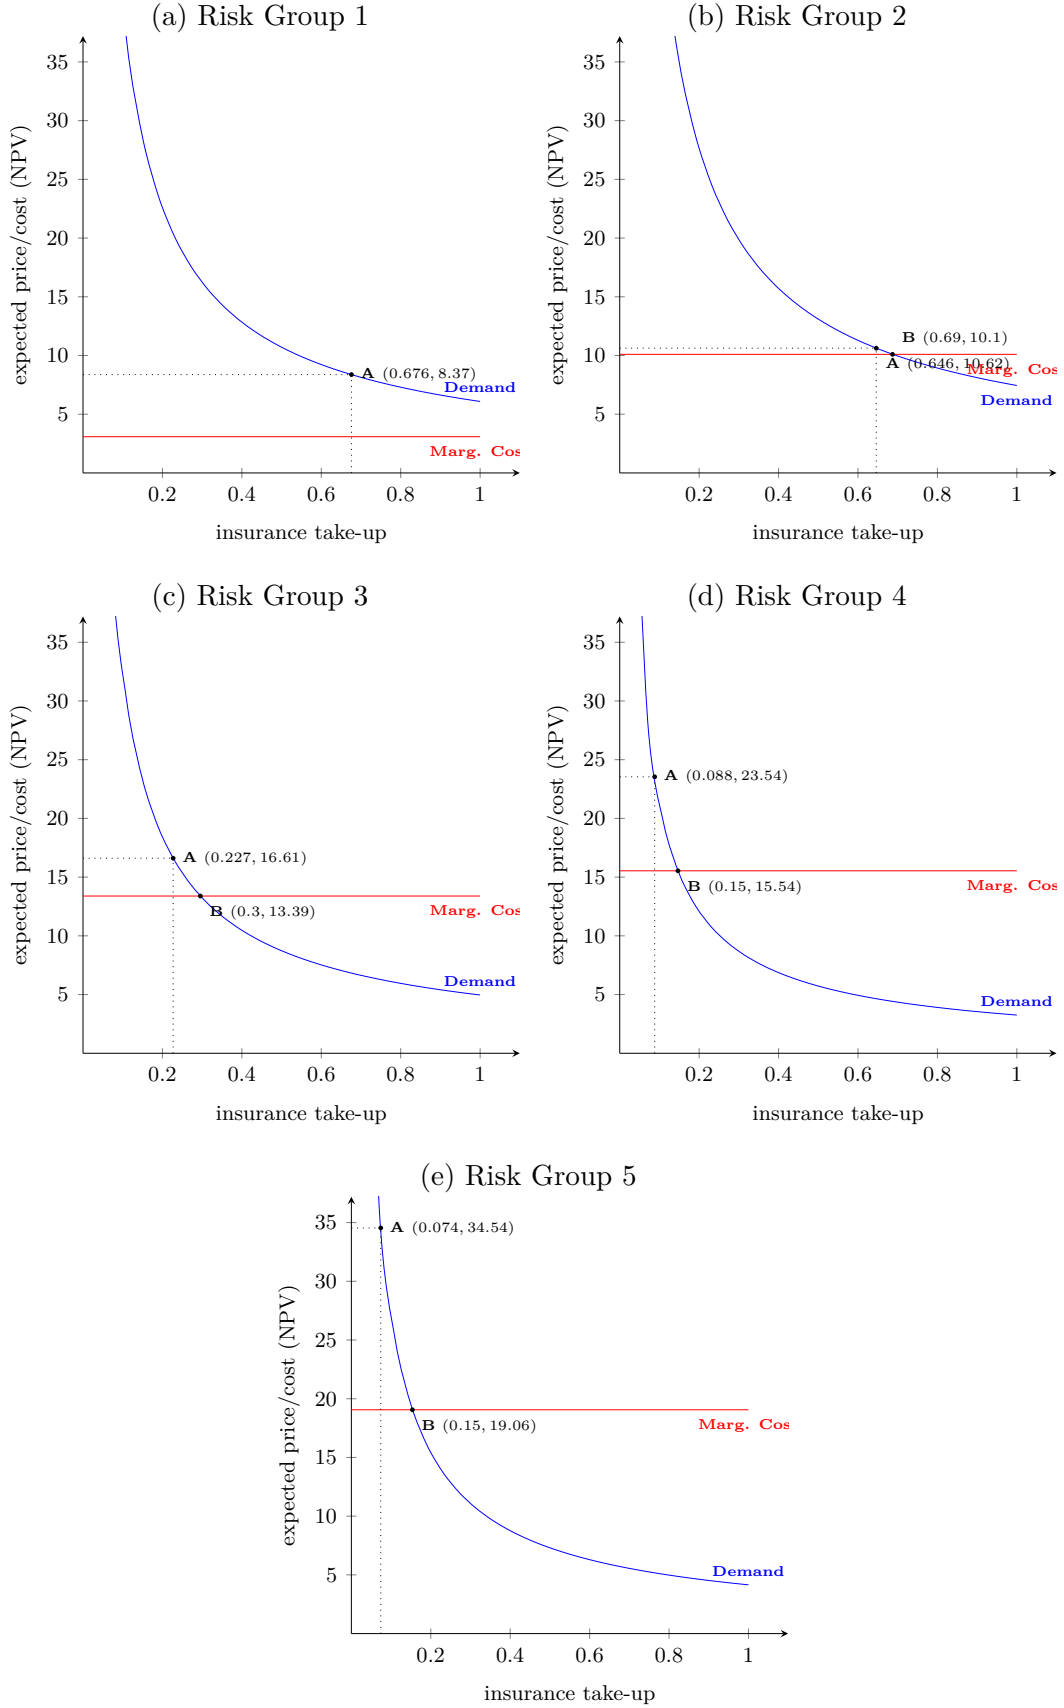 (a) Risk Group 1
35
30
25
20
15
10
5
0.2 0.4 0.6 0.8 1
expected price/cost (NPV)
insurance take-up
A (0.676, 8.37)
Demand
Marg. Cos
(b) Risk Group 2
35
30
25
20
15
10
5
0.2 0.4 0.6 0.8 1
expected price/cost (NPV)
insurance take-up
B (0.69, 10.1)
A (0.646, 10.62)
Marg. Cos
Demand
(c) Risk Group 3
35
30
25
20
15
10
5
0.2 0.4 0.6 0.8 1
expected price/cost (NPV)
insurance take-up
A (0.227, 16.61)
B (0.3, 13.39)
Marg. Cos
Demand
(d) Risk Group 4
35
30
25
20
15
10
5
0.2 0.4 0.6 0.8 1
expected price/cost (NPV)
insurance take-up
A (0.088, 23.54)
B (0.15, 15.54)
Marg. Cos
Demand
(e) Risk Group 5
35
30
25
20
15
10
5
0.2 0.4 0.6 0.8 1
expected price/cost (NPV)
insurance take-up
A (0.074, 34.54)
B (0.15, 19.06)
Marg. Cos
Demand